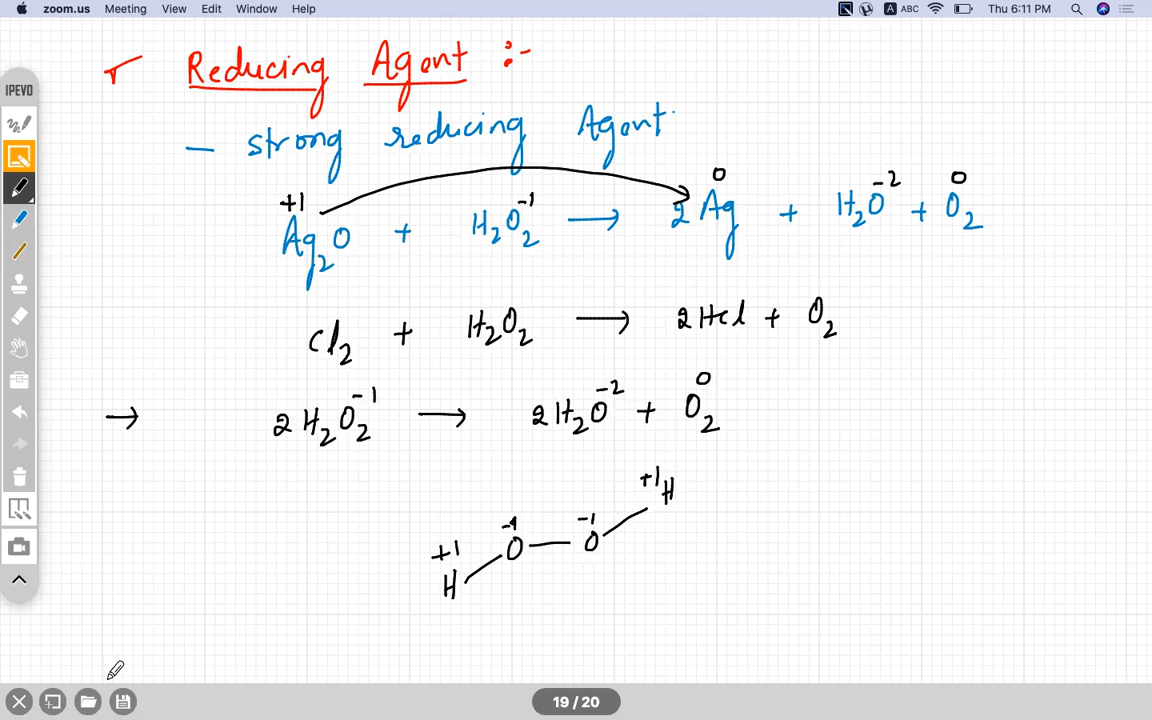 zoom.us Meeting View Edit Window Help ABC Thu 6:11 PM
IPEVO
Reducing Agent :-
— strong reducing Agent
+1 -1 0 -2 0
Ag2O + H2O2 ⟶ 2Ag + H2O + O2
Cl2 + H2O2 ⟶ 2HCl + O2
-1 -2 0
→ 2H2O2 ⟶ 2H2O + O2
+1 H
-1 -1
O — O
+1
H
19 / 20